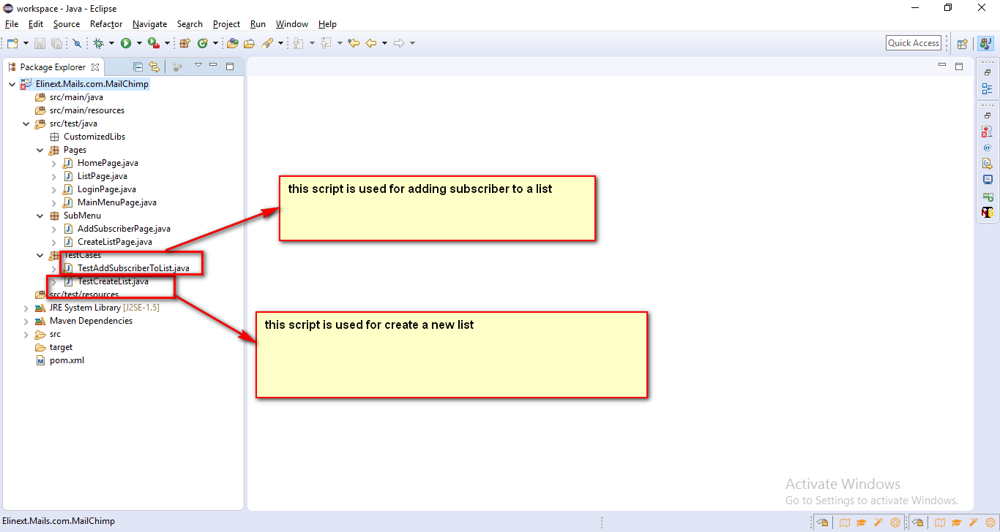 workspace - Java - Eclipse
File Edit Source Refactor Navigate Search Project Run Window Help
Quick Access
Package Explorer
Elinext.Mails.com.MailChimp
src/main/java
src/main/resources
src/test/java
CustomizedLibs
Pages
HomePage.java
ListPage.java
LoginPage.java
MainMenuPage.java
SubMenu
AddSubscriberPage.java
CreateListPage.java
TestCases
TestAddSubscriberToList.java
TestCreateList.java
src/test/resources
JRE System Library [J2SE-1.5]
Maven Dependencies
src
target
pom.xml
this script is used for adding subscriber to a list
this script is used for create a new list
Activate Windows
Go to Settings to activate Windows.
Elinext.Mails.com.MailChimp